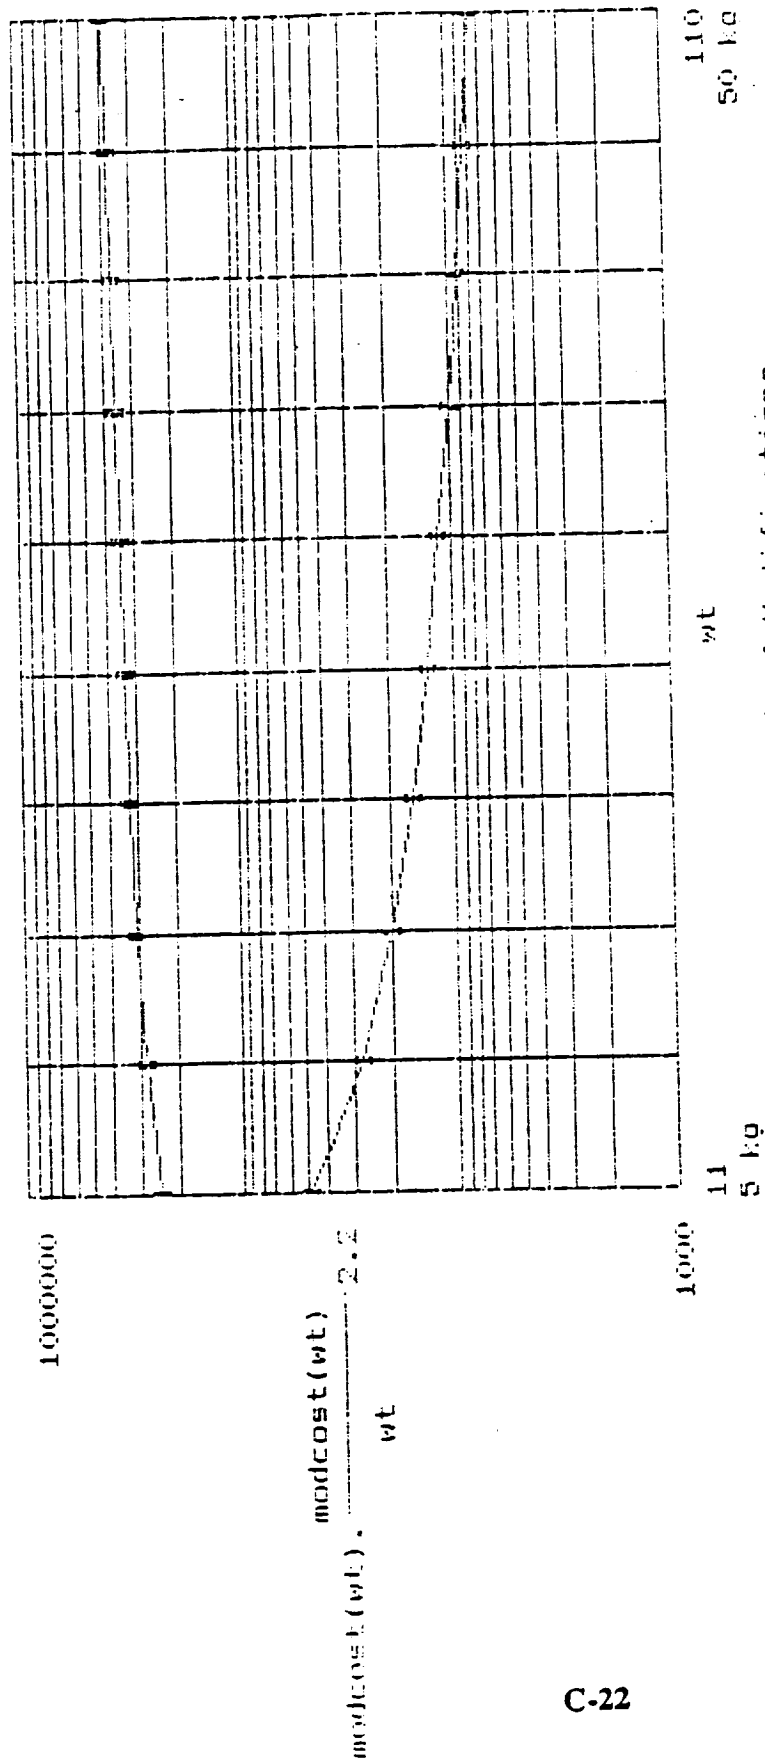 1000000
modcost(wt)
modcost(wt), 2.2
wt
1000
11 wt 110
5 kg 50 kg
C-22